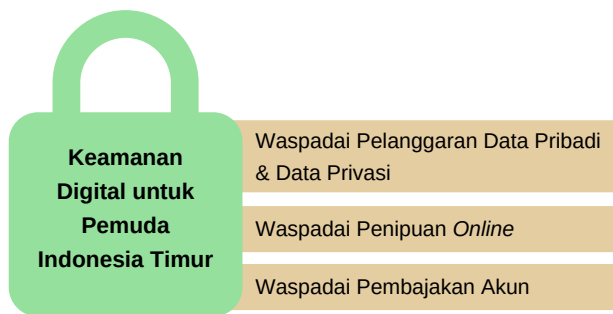 Keamanan
Digital untuk
Pemuda
Indonesia Timur
Waspadai Pelanggaran Data Pribadi
& Data Privasi
Waspadai Penipuan Online
Waspadai Pembajakan Akun